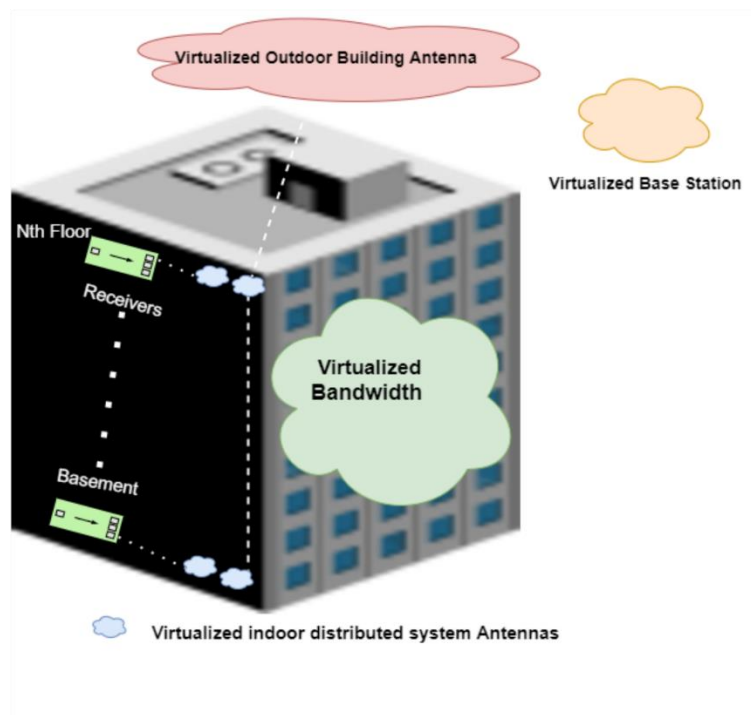 Virtualized Outdoor Building Antenna
Virtualized Base Station
Nth Floor
Receivers
Virtualized
Bandwidth
Basement
Virtualized indoor distributed system Antennas